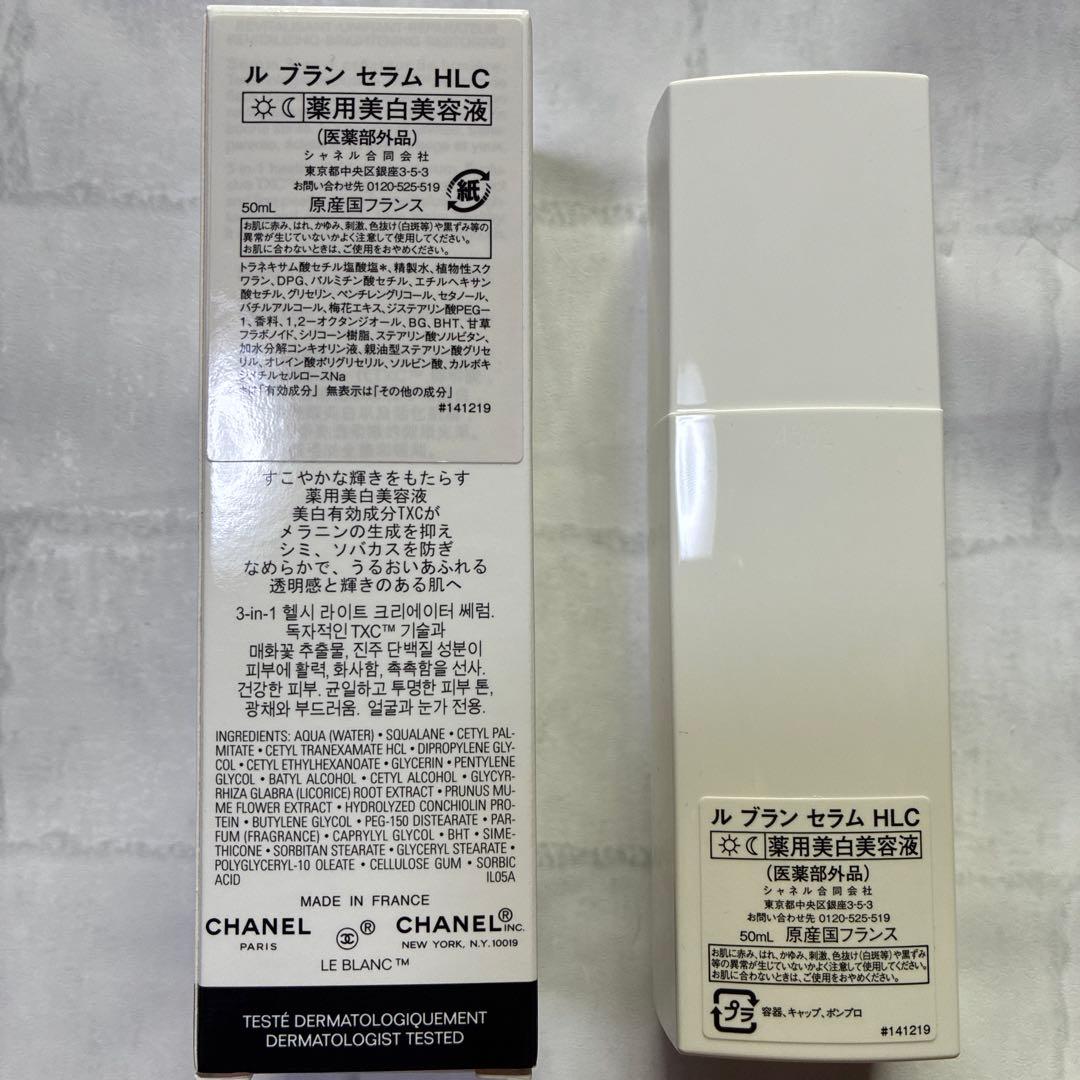 ル ブラン セラム HLC
薬用美白美容液
(医薬部外品)
シャネル合同会社
東京都中央区銀座3-5-3
お問い合わせ先 0120-525-519
紙
50mL 原産国フランス
お肌に赤み、はれ、かゆみ、刺激、色抜け(白斑等)や黒ずみ等の
異常が生じていないかよく注意して使用してください。
お肌に合わないときは、ご使用をおやめください。
トラネキサム酸セチル塩酸塩*、精製水、植物性スク
ワラン、DPG、パルミチン酸セチル、エチルヘキサン
酸セチル、グリセリン、ペンチレングリコール、セタノール、
バチルアルコール、梅花エキス、ジステアリン酸PEG-
1、香料、1,2-オクタンジオール、BG、BHT、甘草
フラボノイド、シリコーン樹脂、ステアリン酸ソルビタン、
加水分解コンキオリン液、親油型ステアリン酸グリセ
リル、オレイン酸ポリグリセリル、ソルビン酸、カルボキ
シメチルセルロースNa
*は「有効成分」 無表示は「その他の成分」
#141219
すこやかな輝きをもたらす
薬用美白美容液
美白有効成分TXCが
メラニンの生成を抑え
シミ、ソバカスを防ぎ
なめらかで、うるおいあふれる
透明感と輝きのある肌へ
3-in-1 헬시 라이트 크리에이터 쎄럼.
독자적인 TXC™ 기술과
매화꽃 추출물, 진주 단백질 성분이
피부에 활력, 화사함, 촉촉함을 선사.
건강한 피부. 균일하고 투명한 피부 톤,
광채와 부드러움. 얼굴과 눈가 전용.
INGREDIENTS: AQUA (WATER) • SQUALANE • CETYL PAL-
MITATE • CETYL TRANEXAMATE HCL • DIPROPYLENE GLY-
COL • CETYL ETHYLHEXANOATE • GLYCERIN • PENTYLENE
GLYCOL • BATYL ALCOHOL • CETYL ALCOHOL • GLYCYR-
RHIZA GLABRA (LICORICE) ROOT EXTRACT • PRUNUS MU-
ME FLOWER EXTRACT • HYDROLYZED CONCHIOLIN PRO-
TEIN • BUTYLENE GLYCOL • PEG-150 DISTEARATE • PAR-
FUM (FRAGRANCE) • CAPRYLYL GLYCOL • BHT • SIME-
THICONE • SORBITAN STEARATE • GLYCERYL STEARATE •
POLYGLYCERYL-10 OLEATE • CELLULOSE GUM • SORBIC
ACID IL05A
MADE IN FRANCE
CHANEL ® CHANEL® INC.
PARIS NEW YORK, N.Y. 10019
LE BLANC™
TESTÉ DERMATOLOGIQUEMENT
DERMATOLOGIST TESTED
ル ブラン セラム HLC
薬用美白美容液
(医薬部外品)
シャネル合同会社
東京都中央区銀座3-5-3
お問い合わせ先 0120-525-519
50mL 原産国フランス
お肌に赤み、はれ、かゆみ、刺激、色抜け(白斑等)や黒ずみ
等の異常が生じていないかよく注意して使用してください。
お肌に合わないときは、ご使用をおやめください。
プラ 容器、キャップ、ポンプロ
#141219